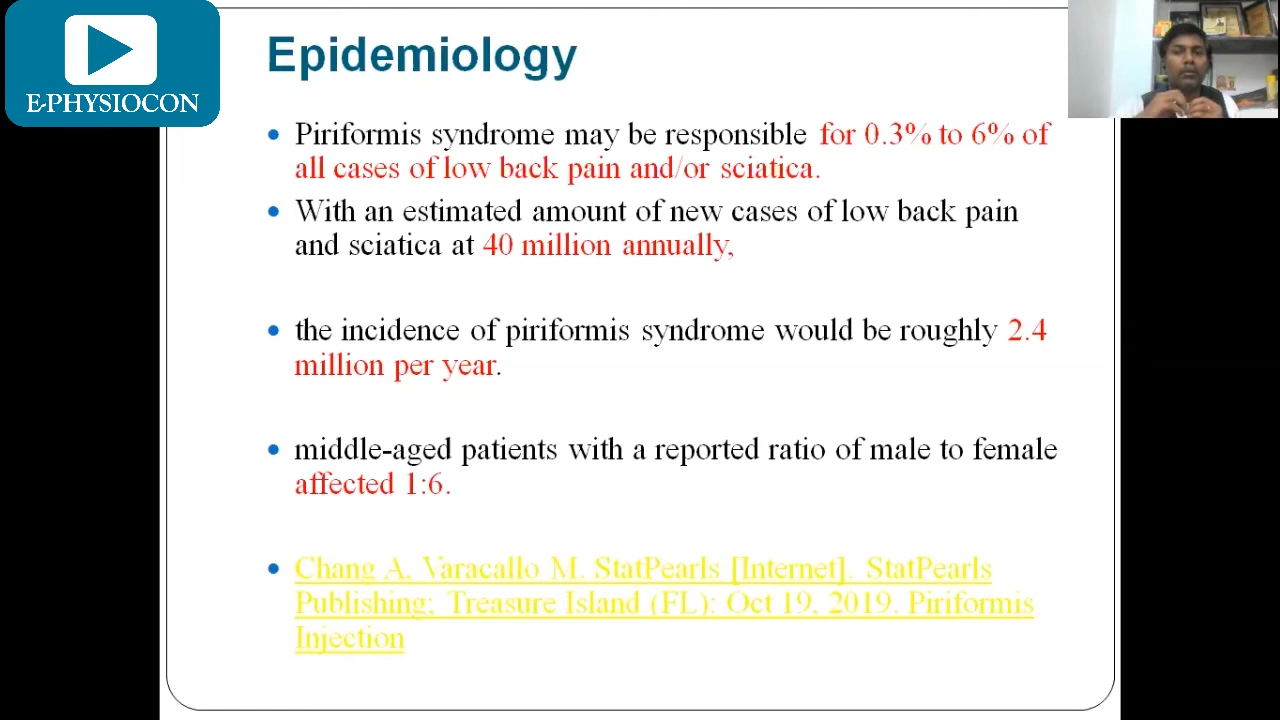 E-PHYSIOCON
Epidemiology
• Piriformis syndrome may be responsible for 0.3% to 6% of
all cases of low back pain and/or sciatica.
• With an estimated amount of new cases of low back pain
and sciatica at 40 million annually,
• the incidence of piriformis syndrome would be roughly 2.4
million per year.
• middle-aged patients with a reported ratio of male to female
affected 1:6.
• Chang A, Varacallo M. StatPearls [Internet]. StatPearls
Publishing; Treasure Island (FL): Oct 19, 2019. Piriformis
Injection